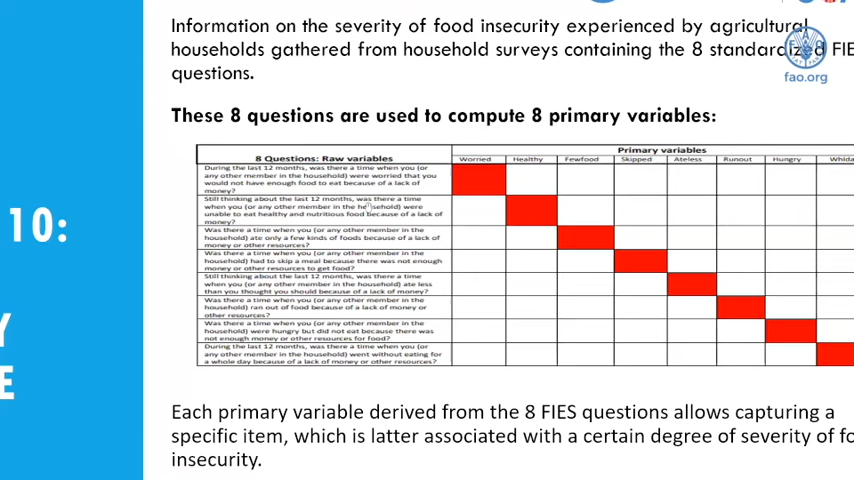 Information on the severity of food insecurity experienced by agricultural
households gathered from household surveys containing the 8 standardized FIE
questions.
fao.org
These 8 questions are used to compute 8 primary variables:
8 Questions: Raw variables
Primary variables
Worried Healthy Fewfood Skipped Ateless Runout Hungry Whlda
During the last 12 months, was there a time when you (or
any other member in the household) were worried that you
would not have enough food to eat because of a lack of
money?
Still thinking about the last 12 months, was there a time
when you (or any other member in the household) were
unable to eat healthy and nutritious food because of a lack of
money?
Was there a time when you (or any other member in the
household) ate only a few kinds of foods because of a lack of
money or other resources?
Was there a time when you (or any other member in the
household) had to skip a meal because there was not enough
money or other resources to get food?
Still thinking about the last 12 months, was there a time
when you (or any other member in the household) ate less
than you thought you should because of a lack of money?
Was there a time when you (or any other member in the
household) ran out of food because of a lack of money or
other resources?
Was there a time when you (or any other member in the
household) were hungry but did not eat because there was
not enough money or other resources for food?
During the last 12 months, was there a time when you (or
any other member in the household) went without eating for
a whole day because of a lack of money or other resources?
10:
Y
E
Each primary variable derived from the 8 FIES questions allows capturing a
specific item, which is latter associated with a certain degree of severity of fo
insecurity.